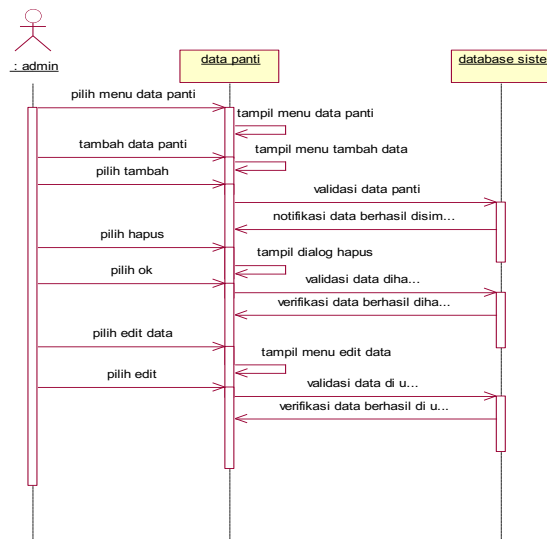 : admin
data panti
database siste
pilih menu data panti
tampil menu data panti
tambah data panti
tampil menu tambah data
pilih tambah
validasi data panti
notifikasi data berhasil disim...
pilih hapus
tampil dialog hapus
pilih ok
validasi data diha...
verifikasi data berhasil diha...
pilih edit data
tampil menu edit data
pilih edit
validasi data di u...
verifikasi data berhasil di u...